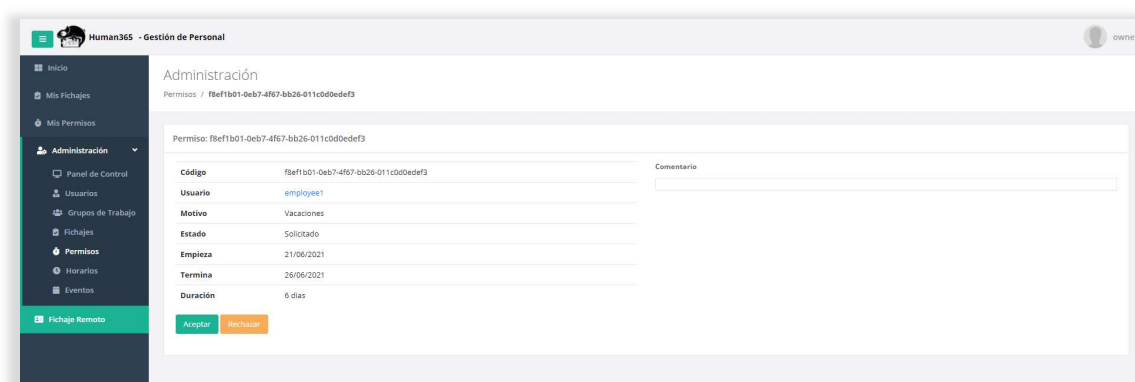 Human365 - Gestión de Personal
owne
Inicio
Mis Fichajes
Mis Permisos
Administración
Panel de Control
Usuarios
Grupos de Trabajo
Fichajes
Permisos
Horarios
Eventos
Fichaje Remoto
Administración
Permisos / f8ef1b01-0eb7-4f67-bb26-011c0d0edef3
Permiso: f8ef1b01-0eb7-4f67-bb26-011c0d0edef3
Código f8ef1b01-0eb7-4f67-bb26-011c0d0edef3
Usuario employee1
Motivo Vacaciones
Estado Solicitado
Empieza 21/06/2021
Termina 26/06/2021
Duración 6 dias
Aceptar Rechazar
Comentario